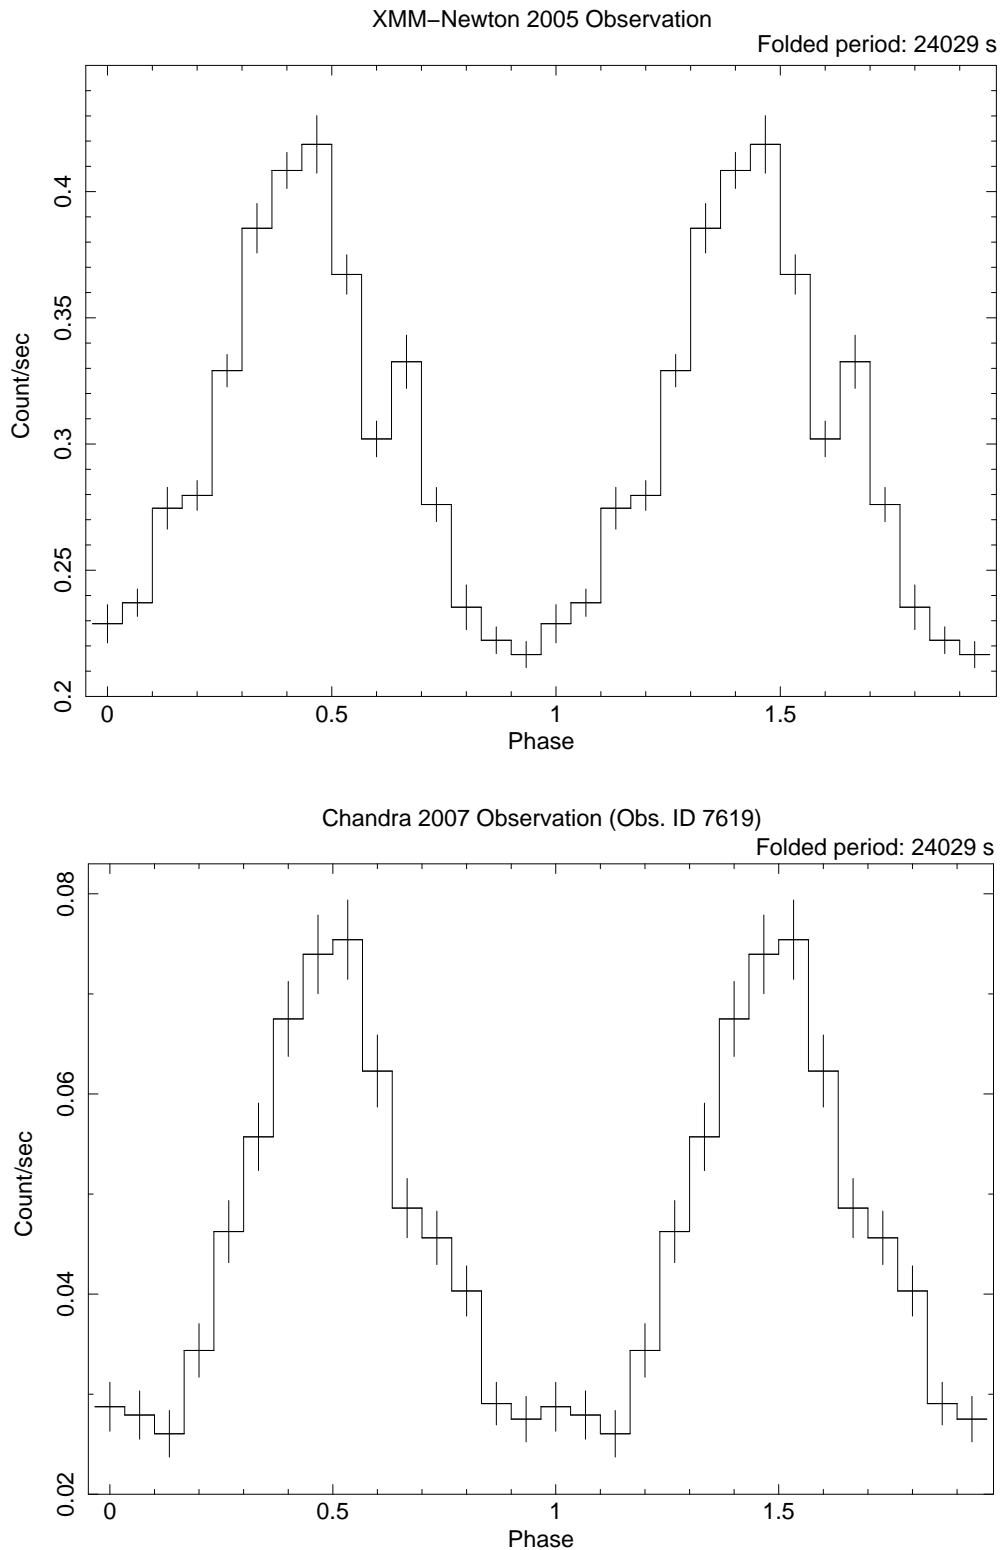 XMM−Newton 2005 Observation
Folded period: 24029 s
0.4
0.35
0.3
0.25
0.2
Count/sec
0 0.5 1 1.5
Phase
Chandra 2007 Observation (Obs. ID 7619)
Folded period: 24029 s
0.08
0.06
0.04
0.02
Count/sec
0 0.5 1 1.5
Phase